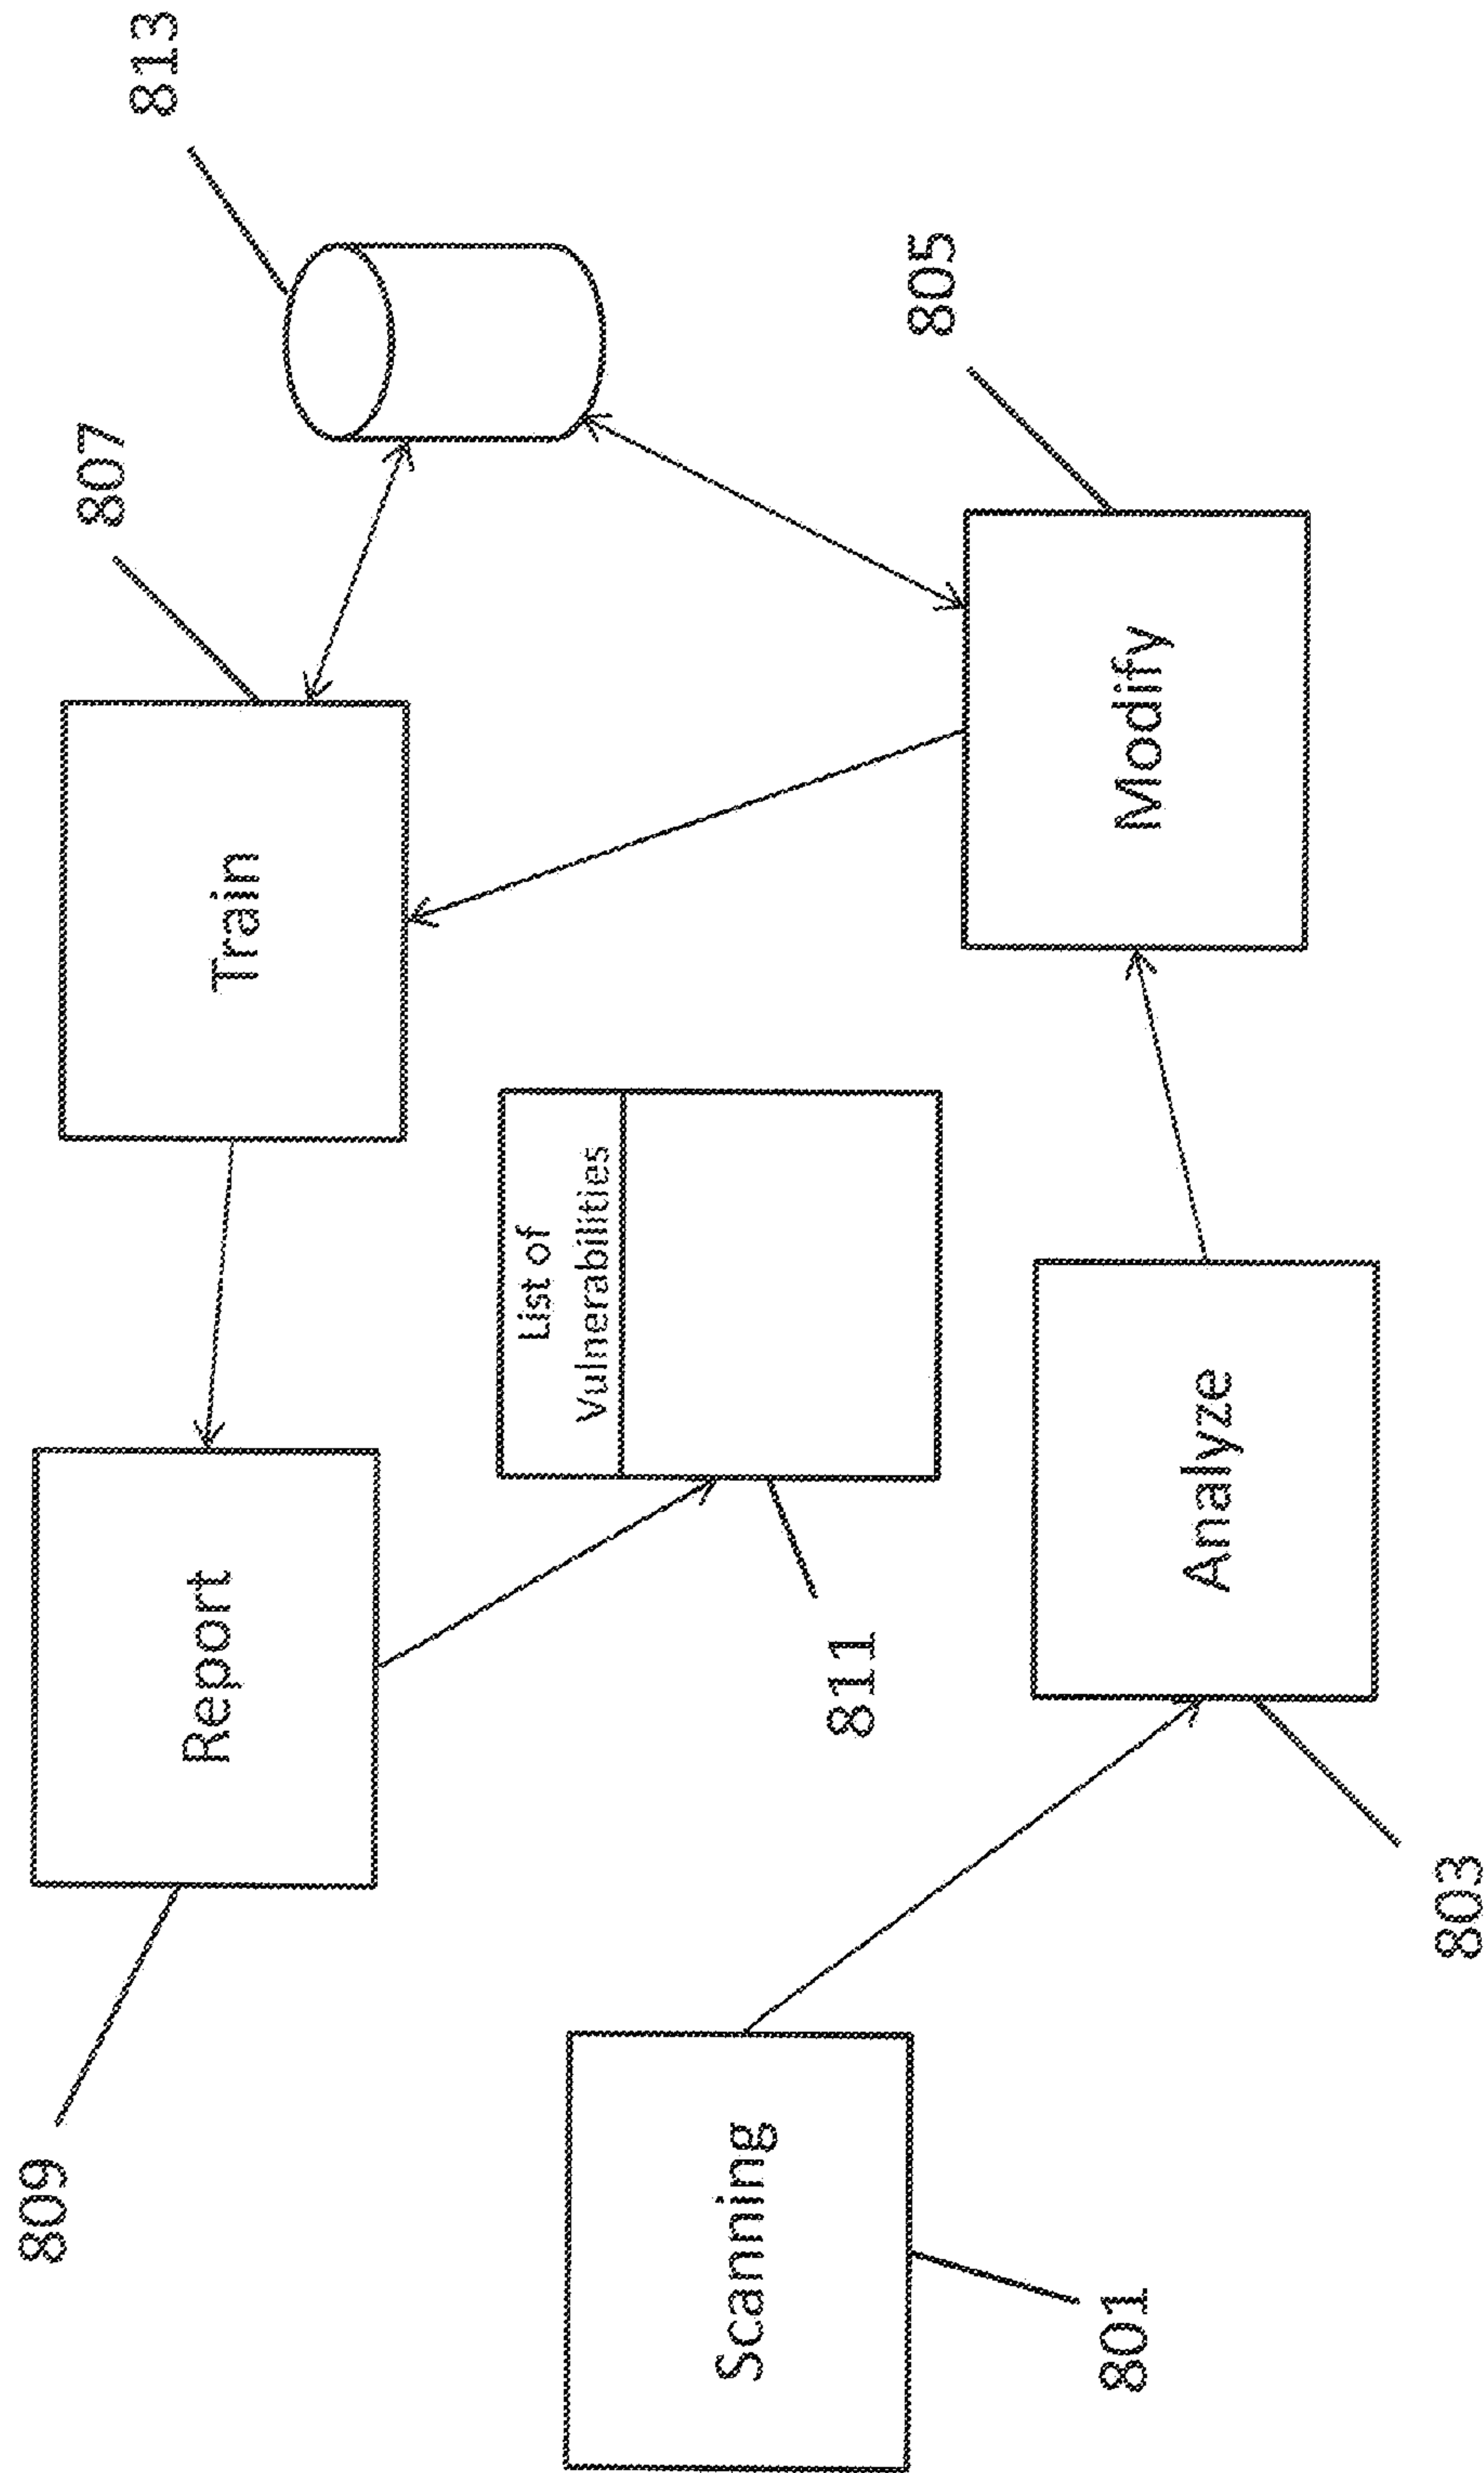 809
Report
Train
807
813
List of
Vulnerabilities
811
Scanning
801
Analyze
803
Modify
805